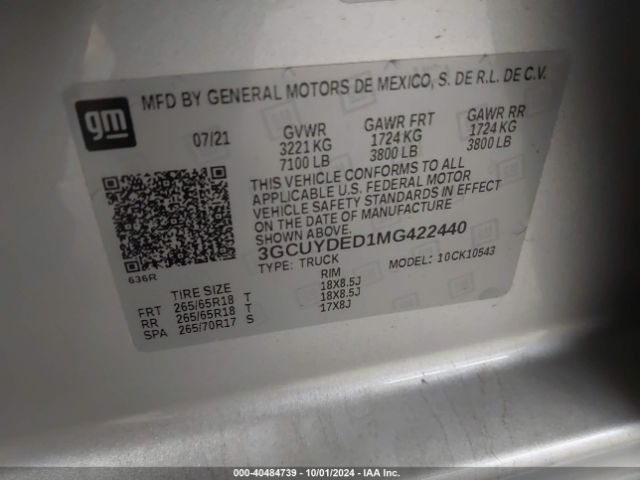 gm
MFD BY GENERAL MOTORS DE MEXICO, S. DE R.L. DE C.V.
07/21
GVWR
3221 KG
7100 LB
GAWR FRT
1724 KG
3800 LB
GAWR RR
1724 KG
3800 LB
THIS VEHICLE CONFORMS TO ALL
APPLICABLE U.S. FEDERAL MOTOR
VEHICLE SAFETY STANDARDS IN EFFECT
ON THE DATE OF MANUFACTURE
SHOWN ABOVE.
3GCUYDED1MG422440
TYPE: TRUCK
MODEL: 10CK10543
636R
TIRE SIZE RIM
FRT 265/65R18 T 18X8.5J
RR 265/65R18 T 18X8.5J
SPA 265/70R17 S 17X8J
000-40484739 - 10/01/2024 - IAA Inc.